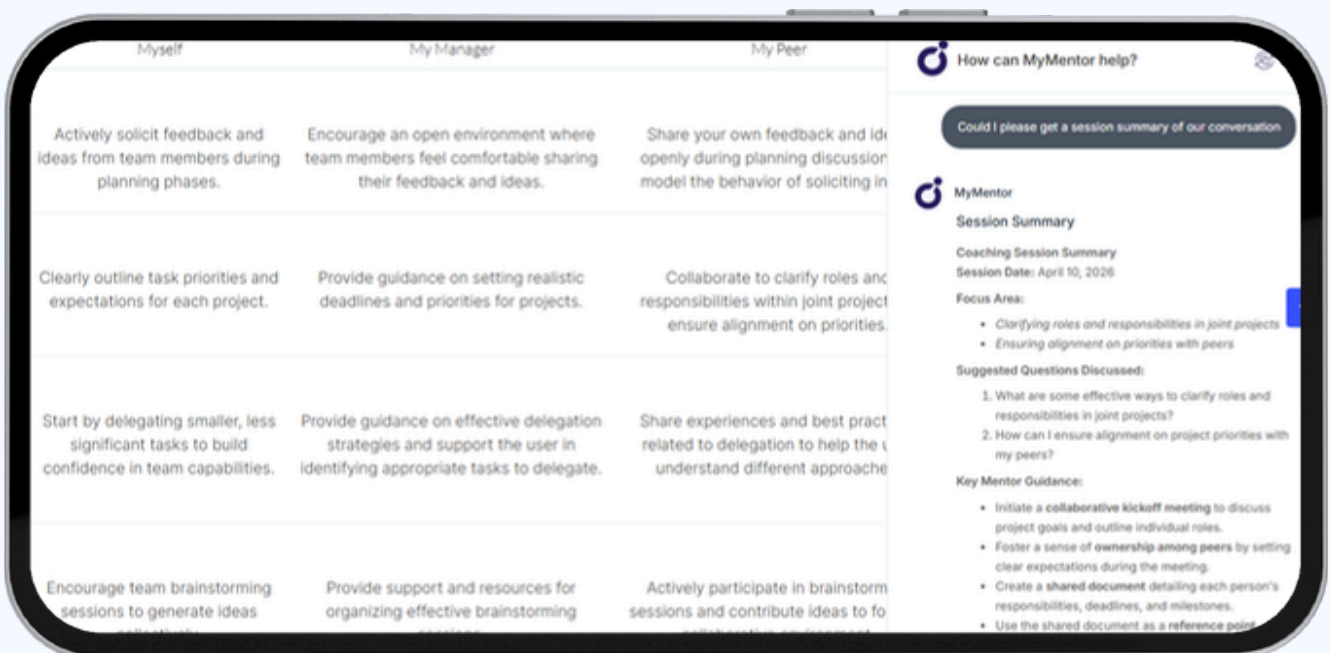 Myself
My Manager
My Peer
Actively solicit feedback and
ideas from team members during
planning phases.
Encourage an open environment where
team members feel comfortable sharing
their feedback and ideas.
Share your own feedback and
openly during planning
model the behavior of soliciting
Clearly outline task priorities and
expectations for each project.
Provide guidance on setting realistic
deadlines and priorities for projects.
Collaborate to clarify roles
responsibilities within joint
ensure alignment on priorities
Start by delegating smaller, less
significant tasks to build
confidence in team capabilities.
Provide guidance on effective delegation
strategies and support the user in
identifying appropriate tasks to delegate.
Share experiences and best
related to delegation to help the
understand different
Encourage team brainstorming
sessions to generate ideas
Provide support and resources for
organizing effective brainstorming
Actively participate in
sessions and contribute ideas to
How can MyMentor help?
Could I please get a session summary of our conversation
MyMentor
Session Summary
Coaching Session Summary
Session Date: April 10, 2026
Focus Area:
• Clarifying roles and responsibilities in joint projects
• Ensuring alignment on priorities with peers
Suggested Questions Discussed:
1. What are some effective ways to clarify roles and
responsibilities in joint projects?
2. How can I ensure alignment on project priorities with
my peers?
Key Mentor Guidance:
• Initiate a collaborative kickoff meeting to discuss
project goals and outline individual roles.
• Foster a sense of ownership among peers by setting
clear expectations during the meeting.
• Create a shared document detailing each person's
responsibilities, deadlines, and milestones.
• Use the shared document as a reference point